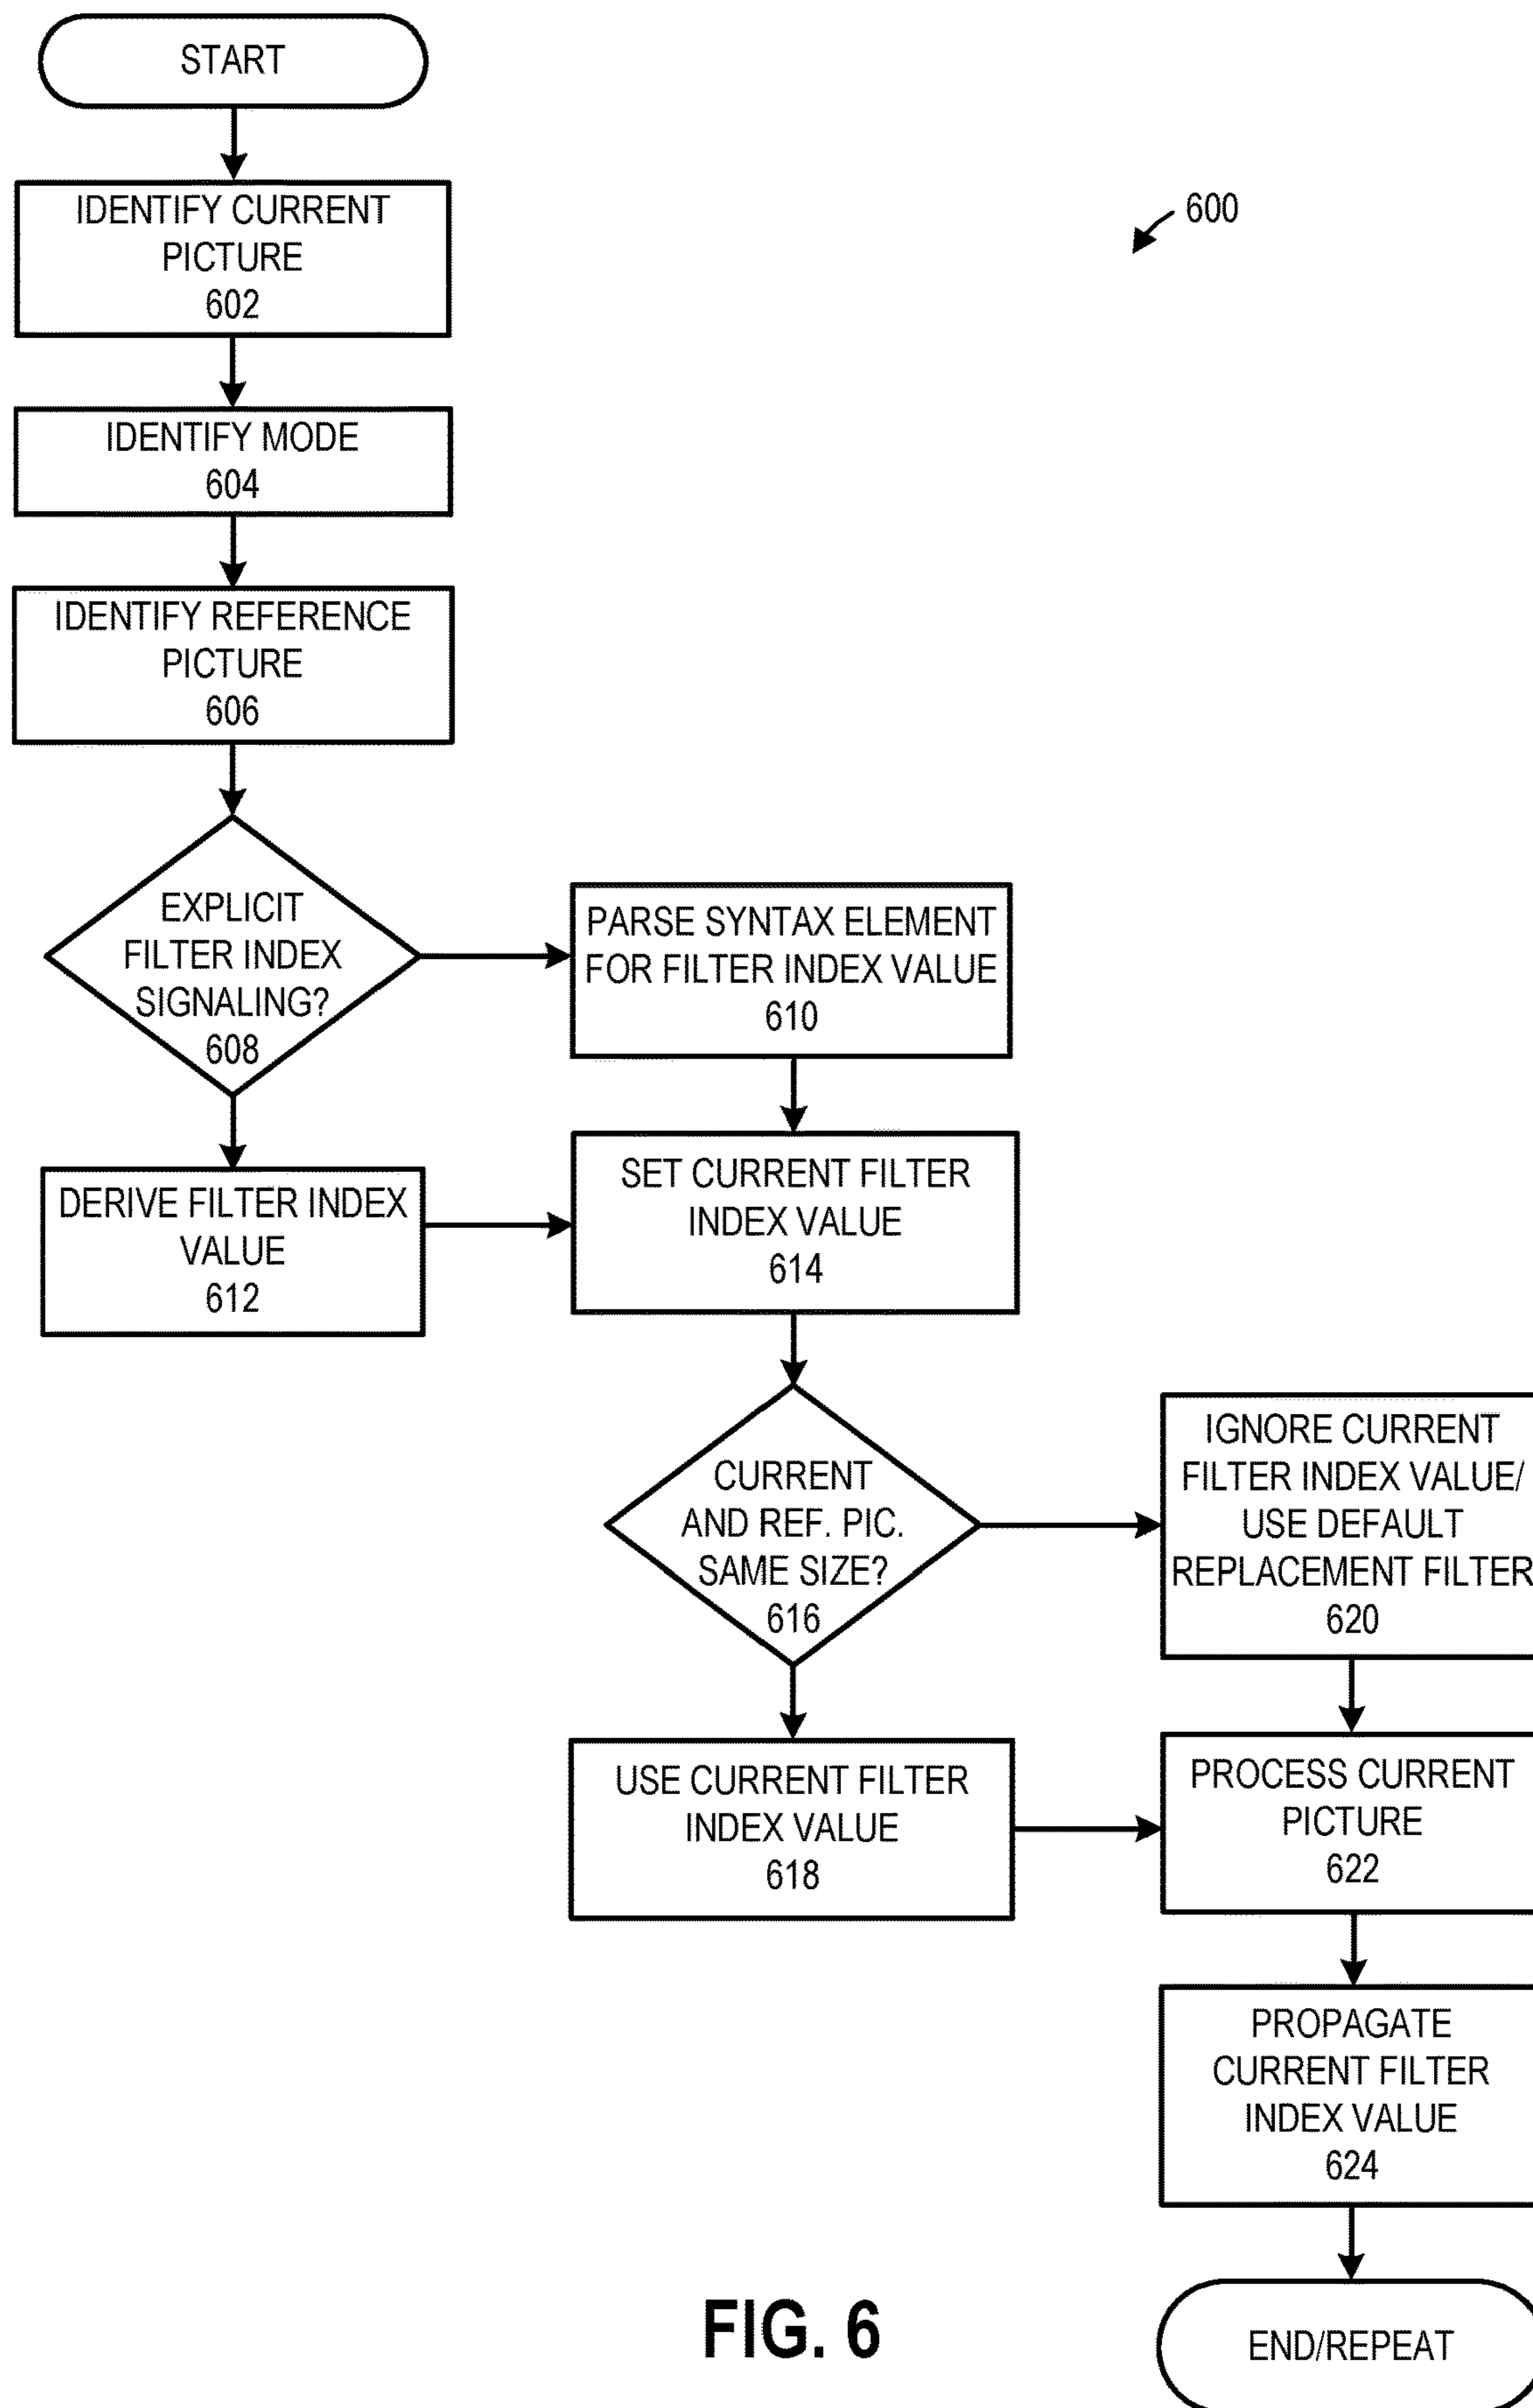 START
IDENTIFY CURRENT
PICTURE
602
600
IDENTIFY MODE
604
IDENTIFY REFERENCE
PICTURE
606
EXPLICIT
FILTER INDEX
SIGNALING?
608
PARSE SYNTAX ELEMENT
FOR FILTER INDEX VALUE
610
DERIVE FILTER INDEX
VALUE
612
SET CURRENT FILTER
INDEX VALUE
614
CURRENT
AND REF. PIC.
SAME SIZE?
616
IGNORE CURRENT
FILTER INDEX VALUE/
USE DEFAULT
REPLACEMENT FILTER
620
USE CURRENT FILTER
INDEX VALUE
618
PROCESS CURRENT
PICTURE
622
PROPAGATE
CURRENT FILTER
INDEX VALUE
624
END/REPEAT
FIG. 6